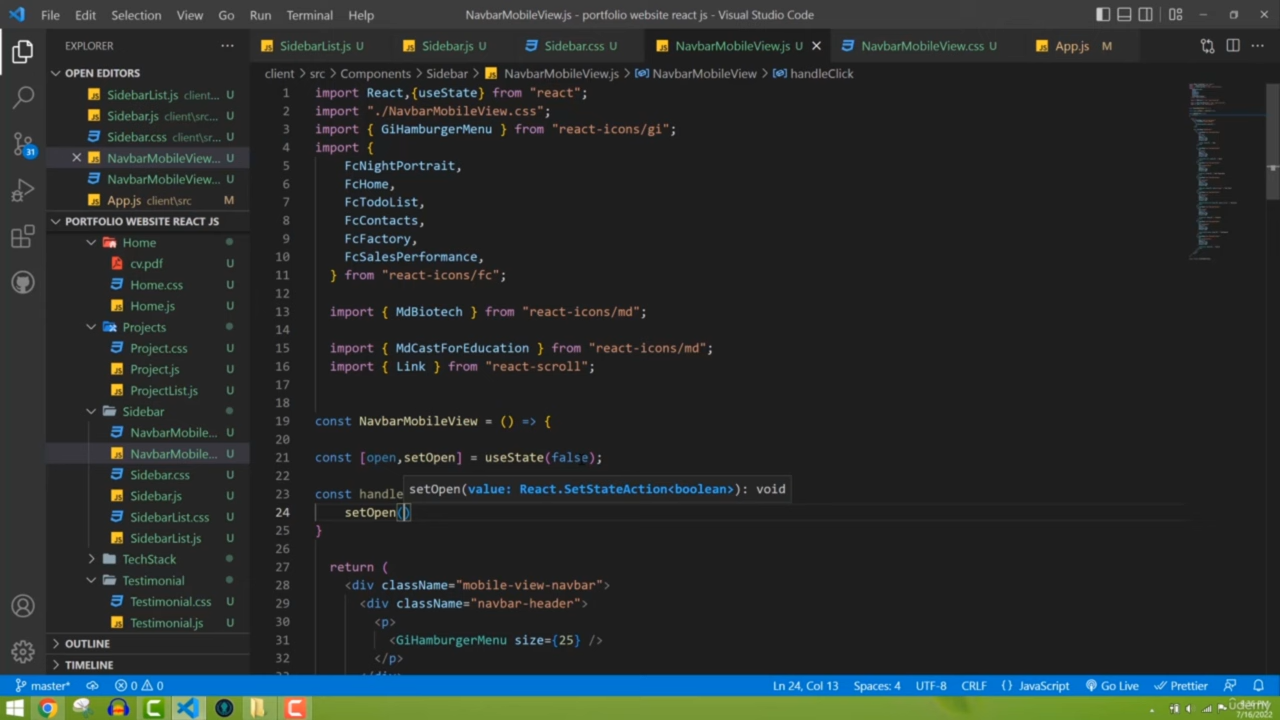 File Edit Selection View Go Run Terminal Help NavbarMobileView.js - portfolio website react js - Visual Studio Code
EXPLORER
SidebarList.js U Sidebar.js U Sidebar.css U NavbarMobileView.js U NavbarMobileView.css U App.js M
OPEN EDITORS
SidebarList.js client... U
Sidebar.js client\src... U
Sidebar.css client\sr... U
NavbarMobileView... U
NavbarMobileView... U
App.js client\src M
PORTFOLIO WEBSITE REACT JS
Home
cv.pdf U
Home.css U
Home.js U
Projects
Project.css U
Project.js U
ProjectList.js U
Sidebar
NavbarMobile... U
NavbarMobile... U
Sidebar.css U
Sidebar.js U
SidebarList.css U
SidebarList.js U
TechStack
Testimonial
Testimonial.css U
Testimonial.js U
OUTLINE
TIMELINE
31
client > src > Components > Sidebar > NavbarMobileView.js > NavbarMobileView > handleClick
1 import React,{useState} from "react";
2 import "./NavbarMobileView.css";
3 import { GiHamburgerMenu } from "react-icons/gi";
4 import {
5 FcNightPortrait,
6 FcHome,
7 FcTodoList,
8 FcContacts,
9 FcFactory,
10 FcSalesPerformance,
11 } from "react-icons/fc";
12
13 import { MdBiotech } from "react-icons/md";
14
15 import { MdCastForEducation } from "react-icons/md";
16 import { Link } from "react-scroll";
17
18
19 const NavbarMobileView = () => {
20
21 const [open,setOpen] = useState(false);
22
23 const handle
setOpen(value: React.SetStateAction<boolean>): void
24 setOpen()
25 }
26
27 return (
28 <div className="mobile-view-navbar">
29 <div className="navbar-header">
30 <p>
31 <GiHamburgerMenu size={25} />
32 </p>
master* 0 0 Ln 24, Col 13 Spaces: 4 UTF-8 CRLF {} JavaScript Go Live Prettier
udemy
7/16/2022